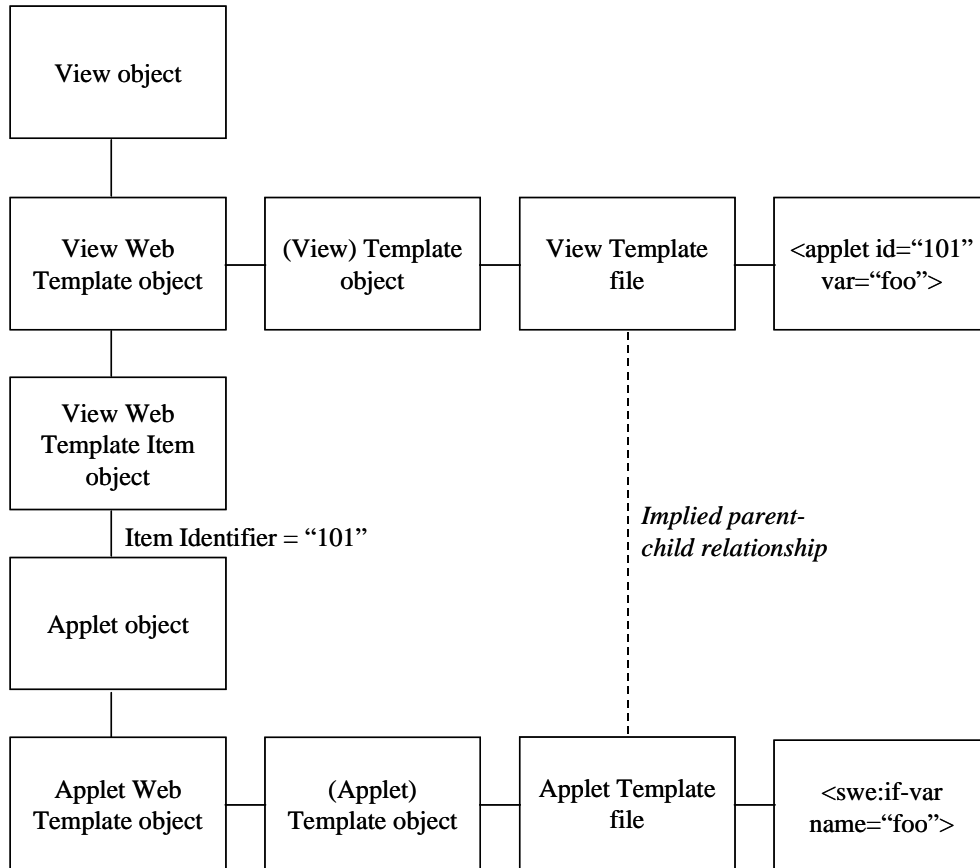 View object
View Web
Template object
(View) Template
object
View Template
file
<applet id=“101”
var=“foo”>
View Web
Template Item
object
Item Identifier = “101”
Implied parent-
child relationship
Applet object
Applet Web
Template object
(Applet)
Template object
Applet Template
file
<swe:if-var
name=“foo”>